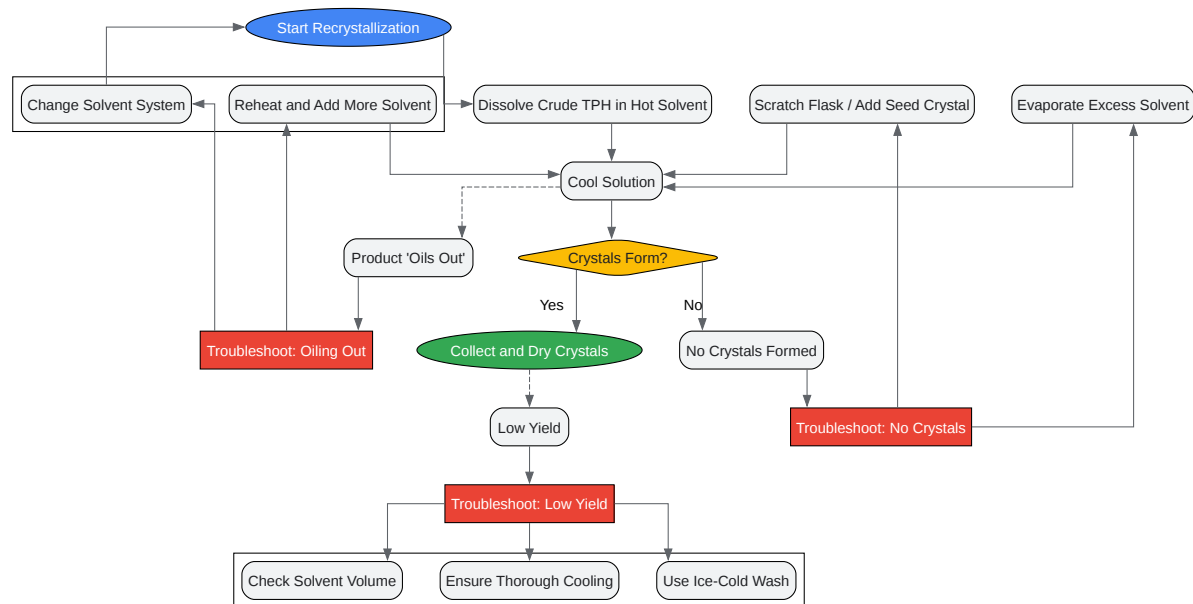 Start Recrystallization
Change Solvent System
Reheat and Add More Solvent
Dissolve Crude TPH in Hot Solvent
Scratch Flask / Add Seed Crystal
Evaporate Excess Solvent
Cool Solution
Product 'Oils Out'
Crystals Form?
Yes
No
Troubleshoot: Oiling Out
Collect and Dry Crystals
No Crystals Formed
Low Yield
Troubleshoot: No Crystals
Troubleshoot: Low Yield
Check Solvent Volume
Ensure Thorough Cooling
Use Ice-Cold Wash